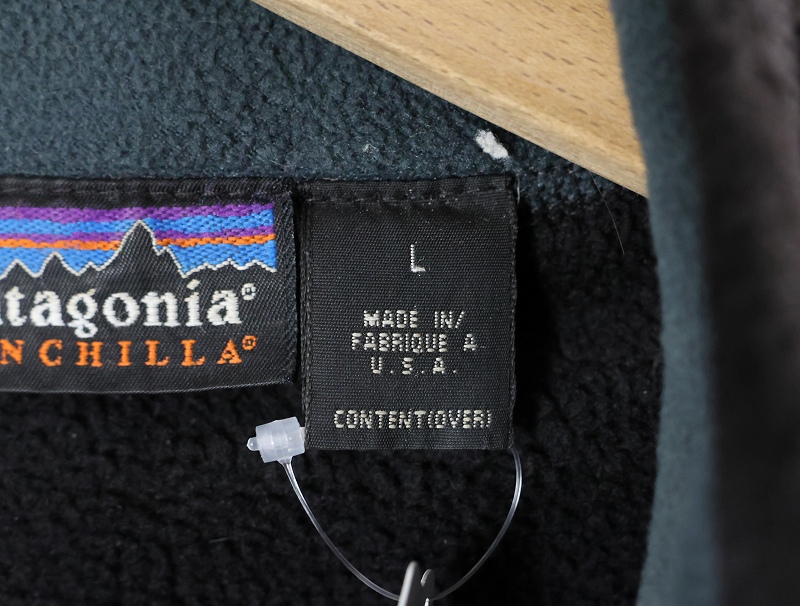 tagonia®
NCHILLA®
L
MADE IN/
FABRIQUE A
U.S.A.
CONTENT(OVER)